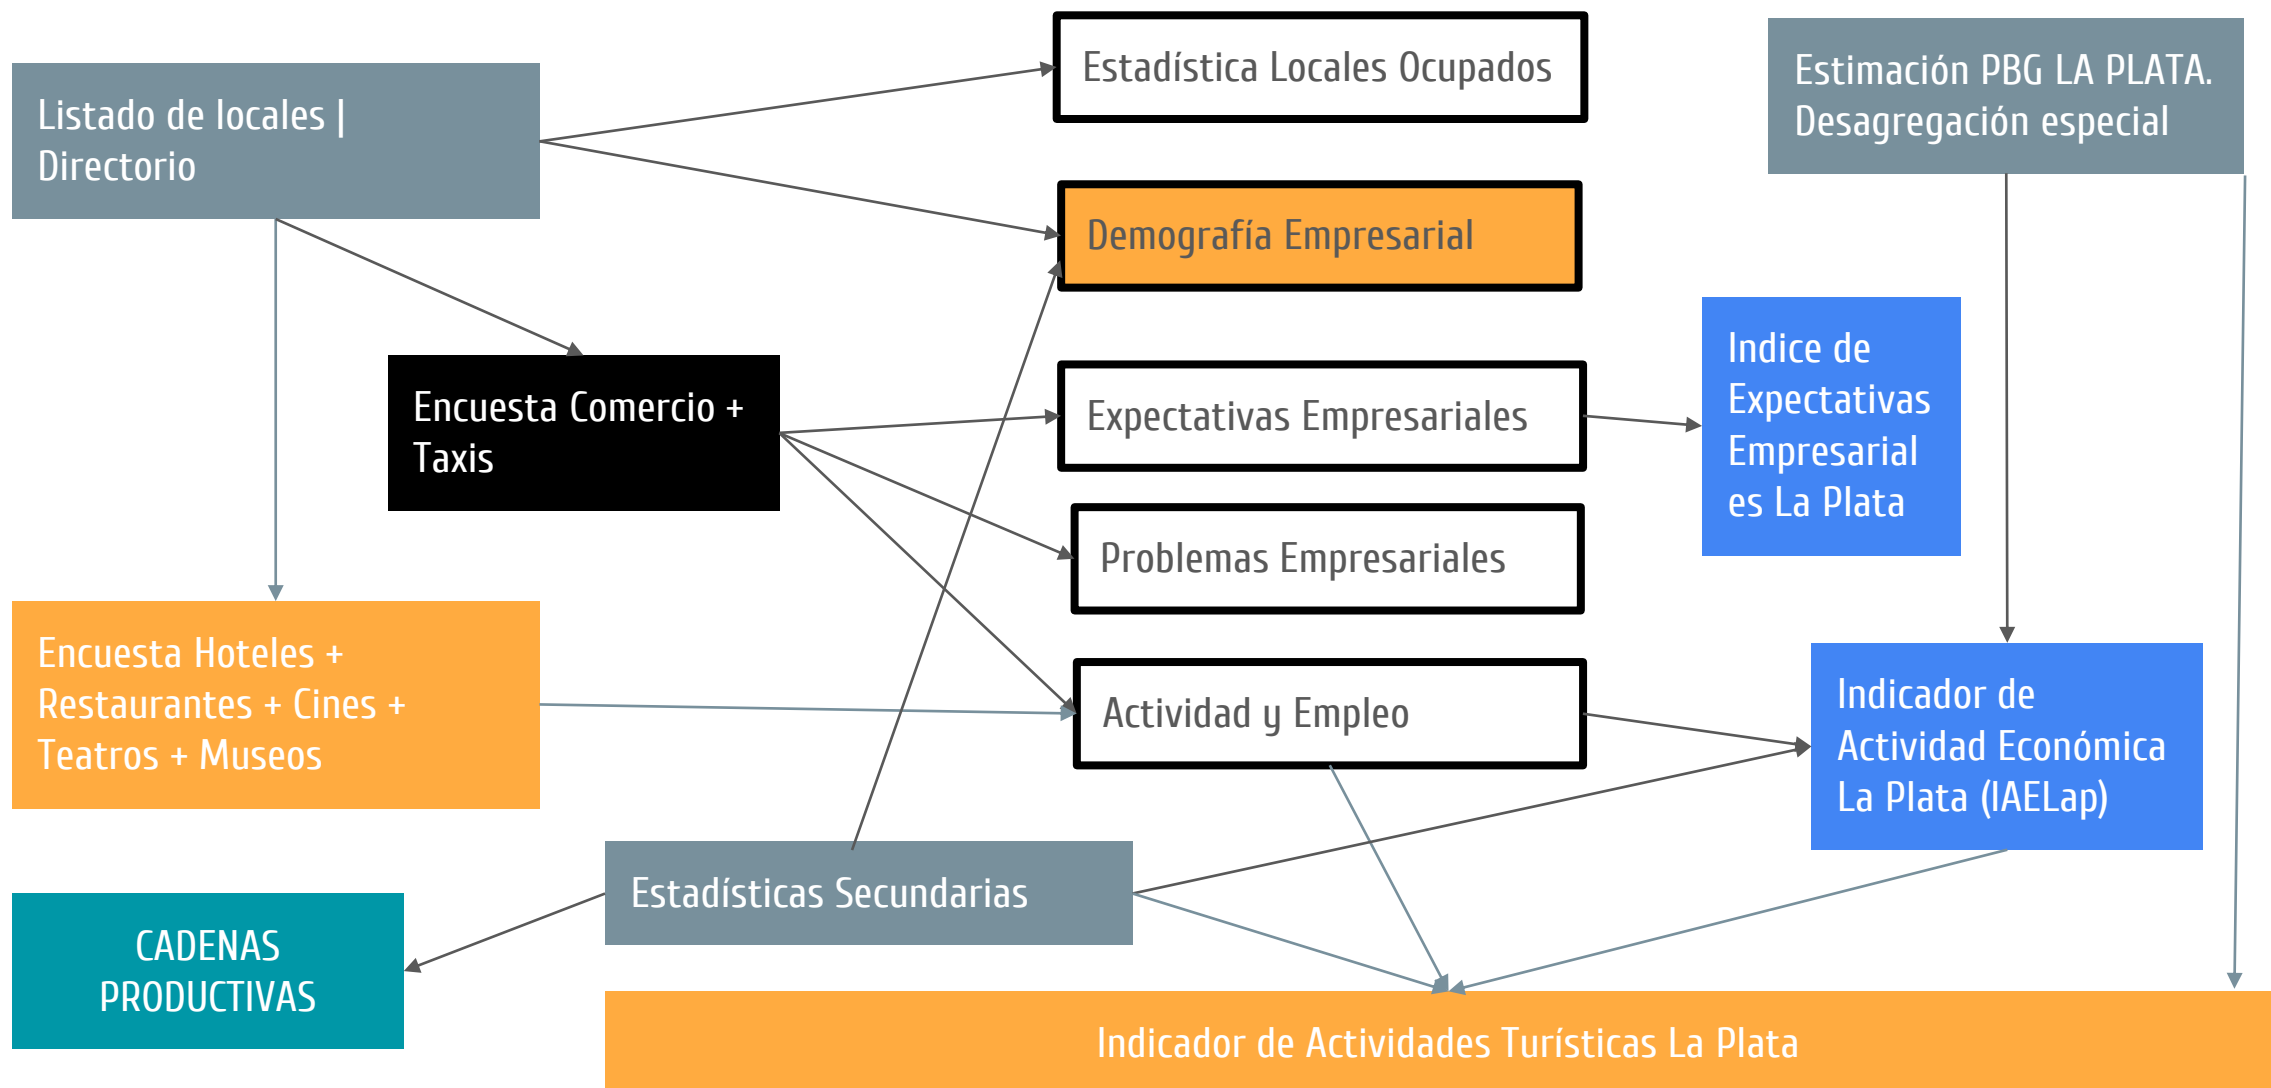 Listado de locales |
Directorio
Estadística Locales Ocupados
Estimación PBG LA PLATA.
Desagregación especial
Demografía Empresarial
Encuesta Comercio +
Taxis
Expectativas Empresariales
Indice de
Expectativas
Empresarial
es La Plata
Problemas Empresariales
Encuesta Hoteles +
Restaurantes + Cines +
Teatros + Museos
Actividad y Empleo
Indicador de
Actividad Económica
La Plata (IAELap)
Estadísticas Secundarias
CADENAS
PRODUCTIVAS
Indicador de Actividades Turísticas La Plata